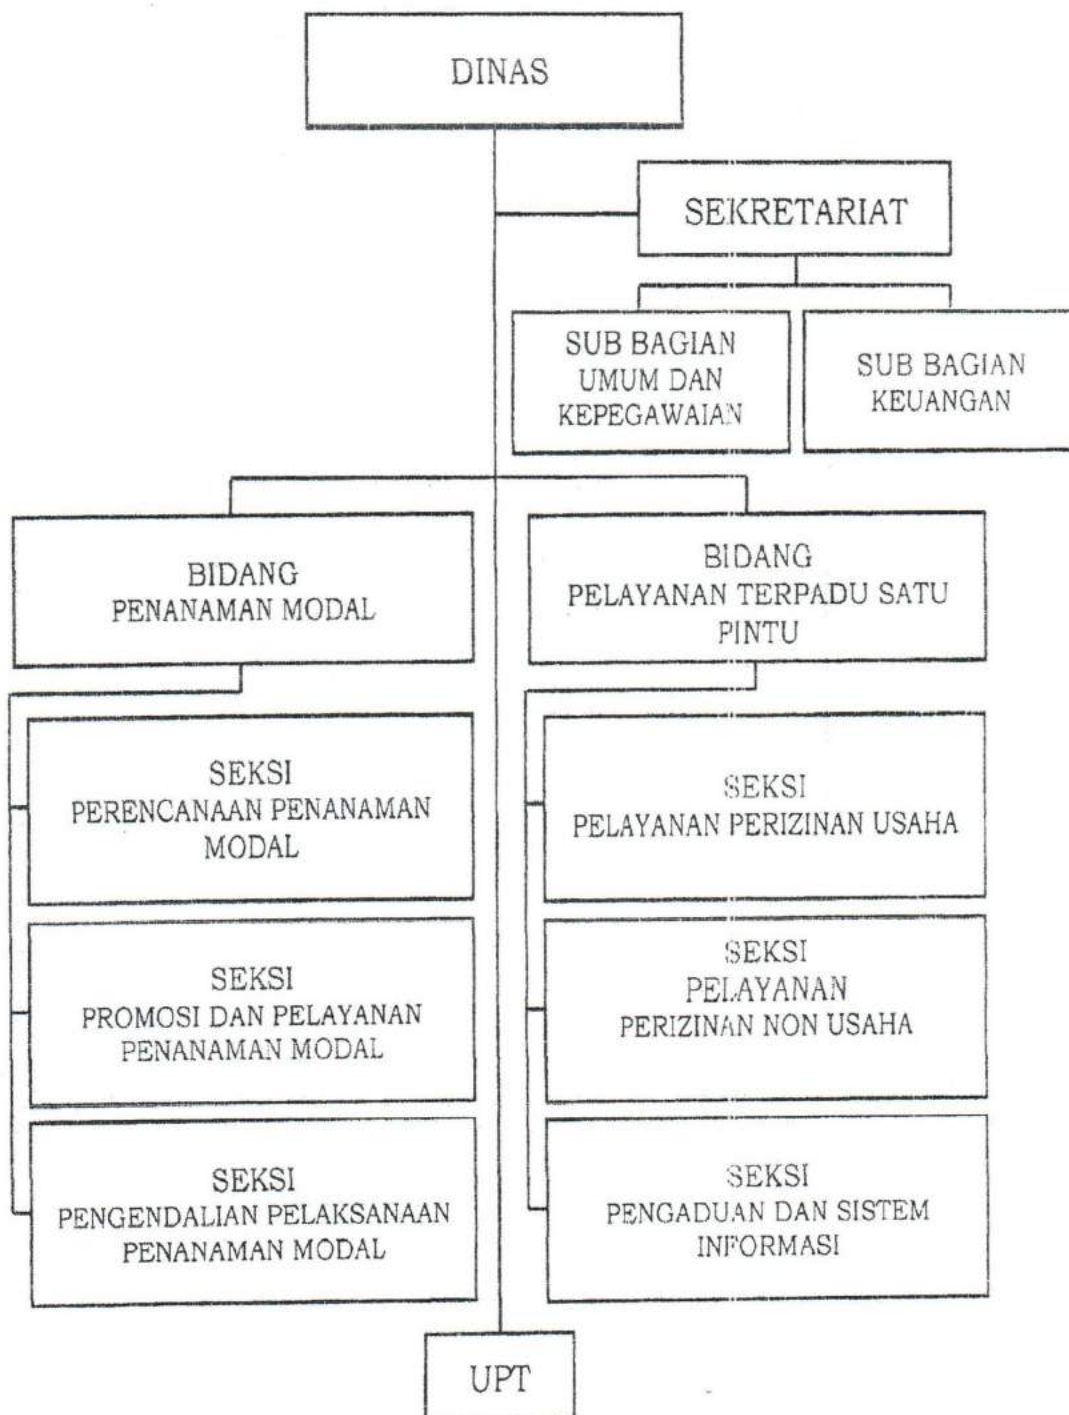 DINAS
SEKRETARIAT
SUB BAGIAN
UMUM DAN
KEPEGAWAIAN
SUB BAGIAN
KEUANGAN
BIDANG
PENANAMAN MODAL
BIDANG
PELAYANAN TERPADU SATU
PINTU
SEKSI
PERENCANAAN PENANAMAN
MODAL
SEKSI
PROMOSI DAN PELAYANAN
PENANAMAN MODAL
SEKSI
PENGENDALIAN PELAKSANAAN
PENANAMAN MODAL
SEKSI
PELAYANAN PERIZINAN USAHA
SEKSI
PELAYANAN
PERIZINAN NON USAHA
SEKSI
PENGADUAN DAN SISTEM
INFORMASI
UPT